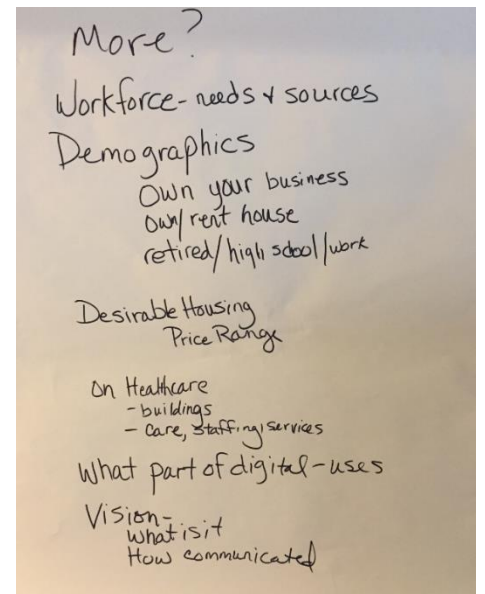 More?
Workforce - needs & sources
Demographics
Own your business
own/rent house
retired/high school/work
Desirable Housing
Price Range
On Healthcare
- buildings
- care, staffing, services
What part of digital - uses
Vision -
What is it
How communicated